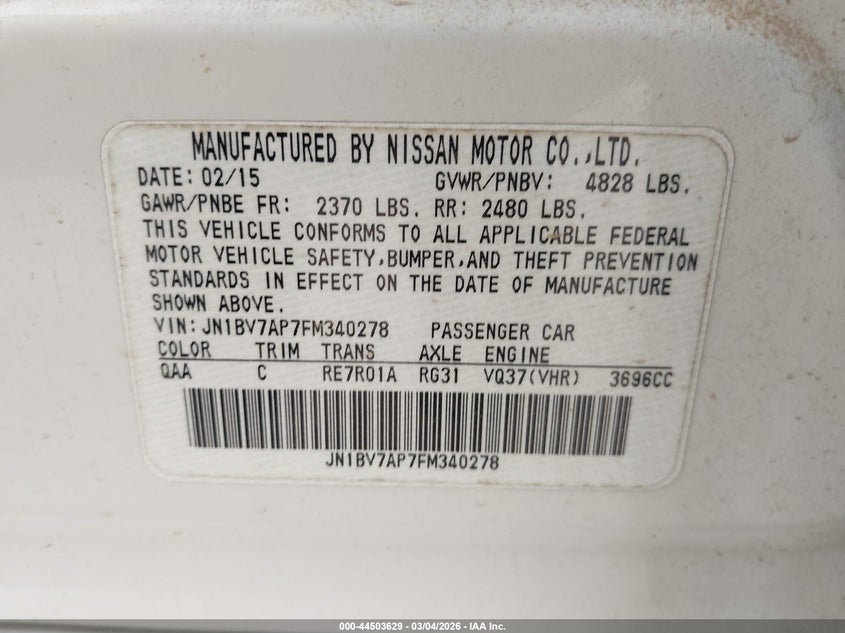 MANUFACTURED BY NISSAN MOTOR CO.,LTD.
DATE: 02/15 GVWR/PNBV: 4828 LBS.
GAWR/PNBE FR: 2370 LBS. RR: 2480 LBS.
THIS VEHICLE CONFORMS TO ALL APPLICABLE FEDERAL
MOTOR VEHICLE SAFETY,BUMPER,AND THEFT PREVENTION
STANDARDS IN EFFECT ON THE DATE OF MANUFACTURE
SHOWN ABOVE.
VIN: JN1BV7AP7FM340278 PASSENGER CAR
COLOR TRIM TRANS AXLE ENGINE
QAA C RE7R01A RG31 VQ37(VHR) 3696CC
JN1BV7AP7FM340278
000-44503629 - 03/04/2026 - IAA Inc.